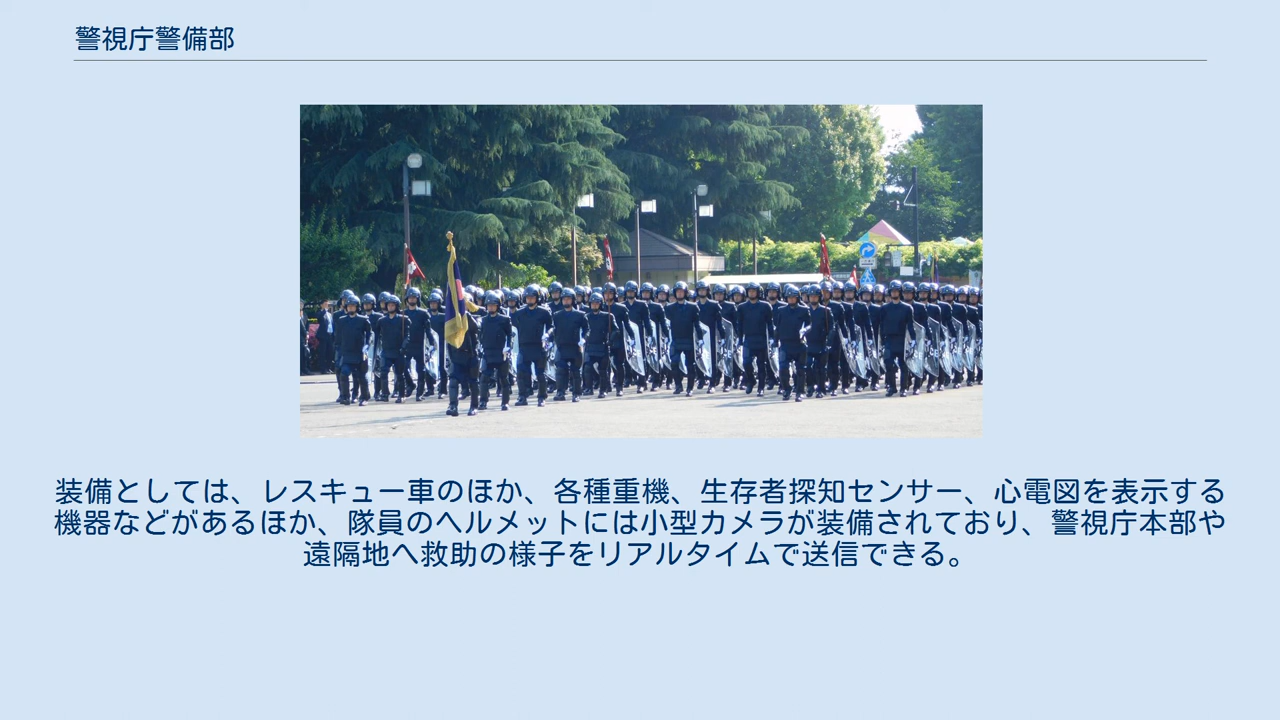 警視庁警備部
装備としては、レスキュー車のほか、各種重機、生存者探知センサー、心電図を表示する
機器などがあるほか、隊員のヘルメットには小型カメラが装備されており、警視庁本部や
遠隔地へ救助の様子をリアルタイムで送信できる。